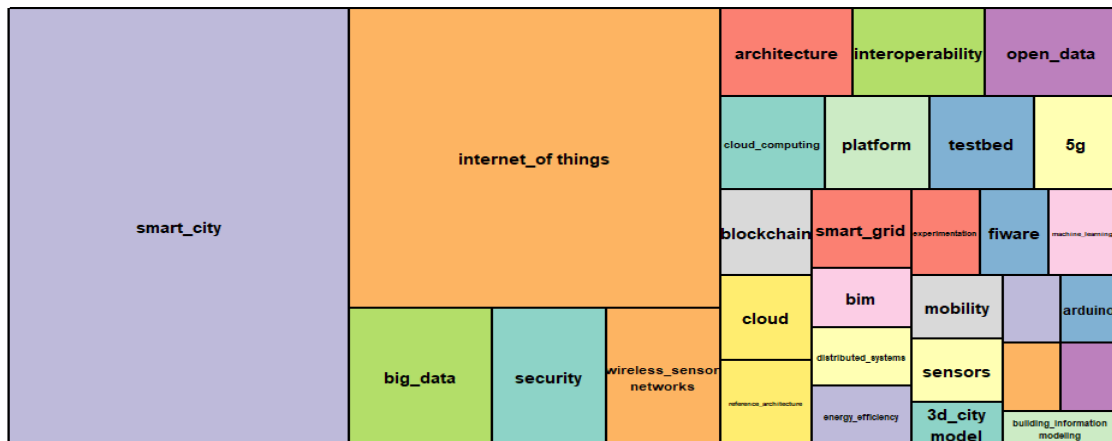 smart_city
internet_of things
big_data
security
wireless_sensor
networks
architecture
interoperability
open_data
cloud_computing
platform
testbed
5g
blockchain
smart_grid
experimentation
fiware
machine_learning
cloud
bim
mobility
arduino
distributed_systems
sensors
reference_architecture
energy_efficiency
3d_city
model
building_information
modeling